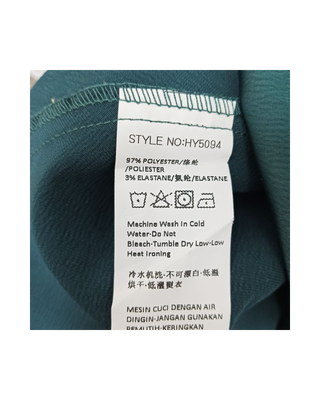 STYLE NO:HY5094
97% POLYESTER/涤纶
/POLIESTER
3% ELASTANE/氨纶/ELASTANE
Machine Wash in Cold
Water-Do Not
Bleach-Tumble Dry Low-Low
Heat Ironing
冷水机洗·不可漂白·低温
烘干·低温熨衣
MESIN CUCI DENGAN AIR
DINGIN-JANGAN GUNAKAN
PEMUTIH-KERINGKAN